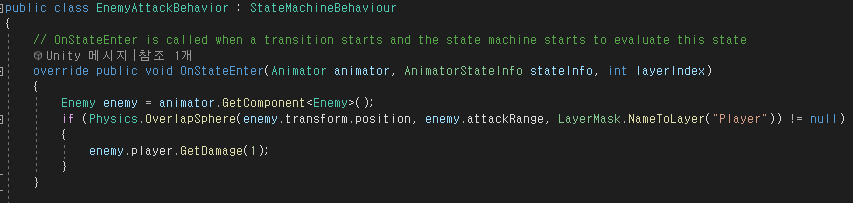 public class EnemyAttackBehavior : StateMachineBehaviour
{
// OnStateEnter is called when a transition starts and the state machine starts to evaluate this state
Unity 메시지|참조 1개
override public void OnStateEnter(Animator animator, AnimatorStateInfo stateInfo, int layerIndex)
{
Enemy enemy = animator.GetComponent<Enemy>();
if (Physics.OverlapSphere(enemy.transform.position, enemy.attackRange, LayerMask.NameToLayer("Player")) != null)
{
enemy.player.GetDamage(1);
}
}